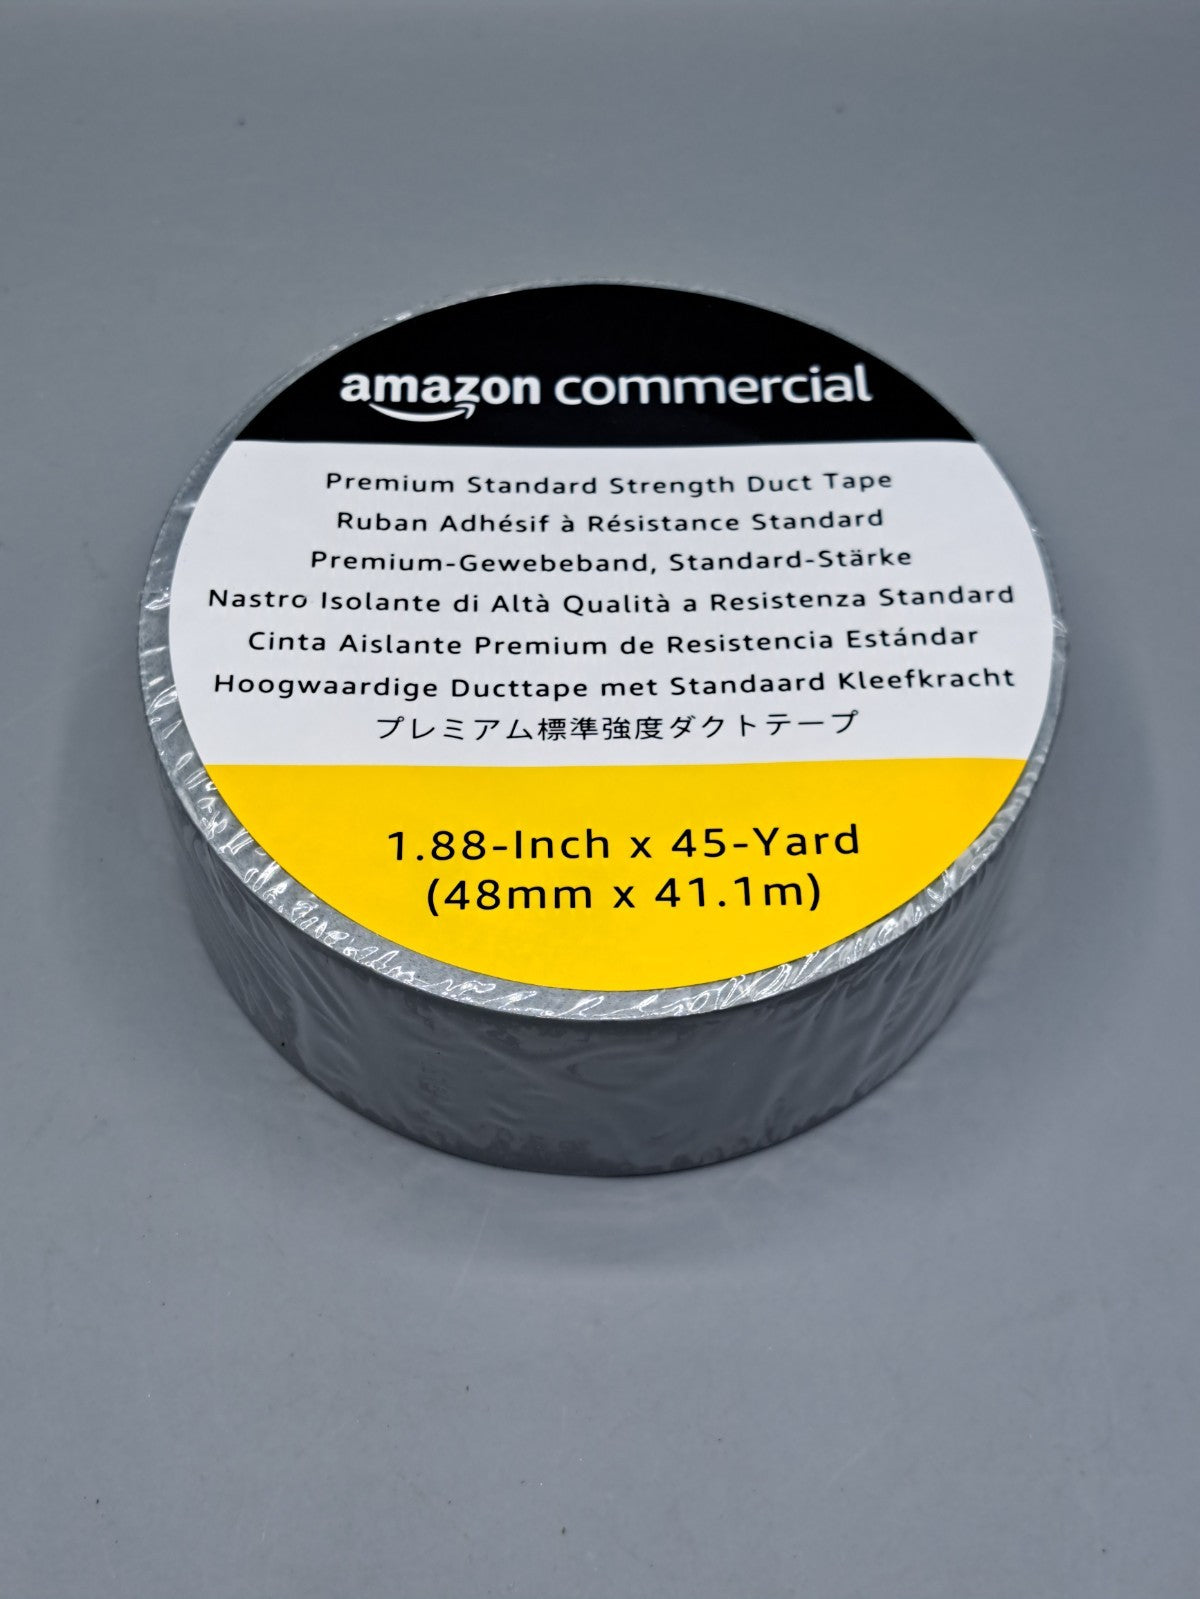 amazon commercial
Premium Standard Strength Duct Tape
Ruban Adhésif à Résistance Standard
Premium-Gewebeband, Standard-Stärke
Nastro Isolante di Altà Qualità a Resistenza Standard
Cinta Aislante Premium de Resistencia Estándar
Hoogwaardige Ducttape met Standaard Kleefkracht
プレミアム標準強度ダクトテープ
1.88-Inch x 45-Yard
(48mm x 41.1m)